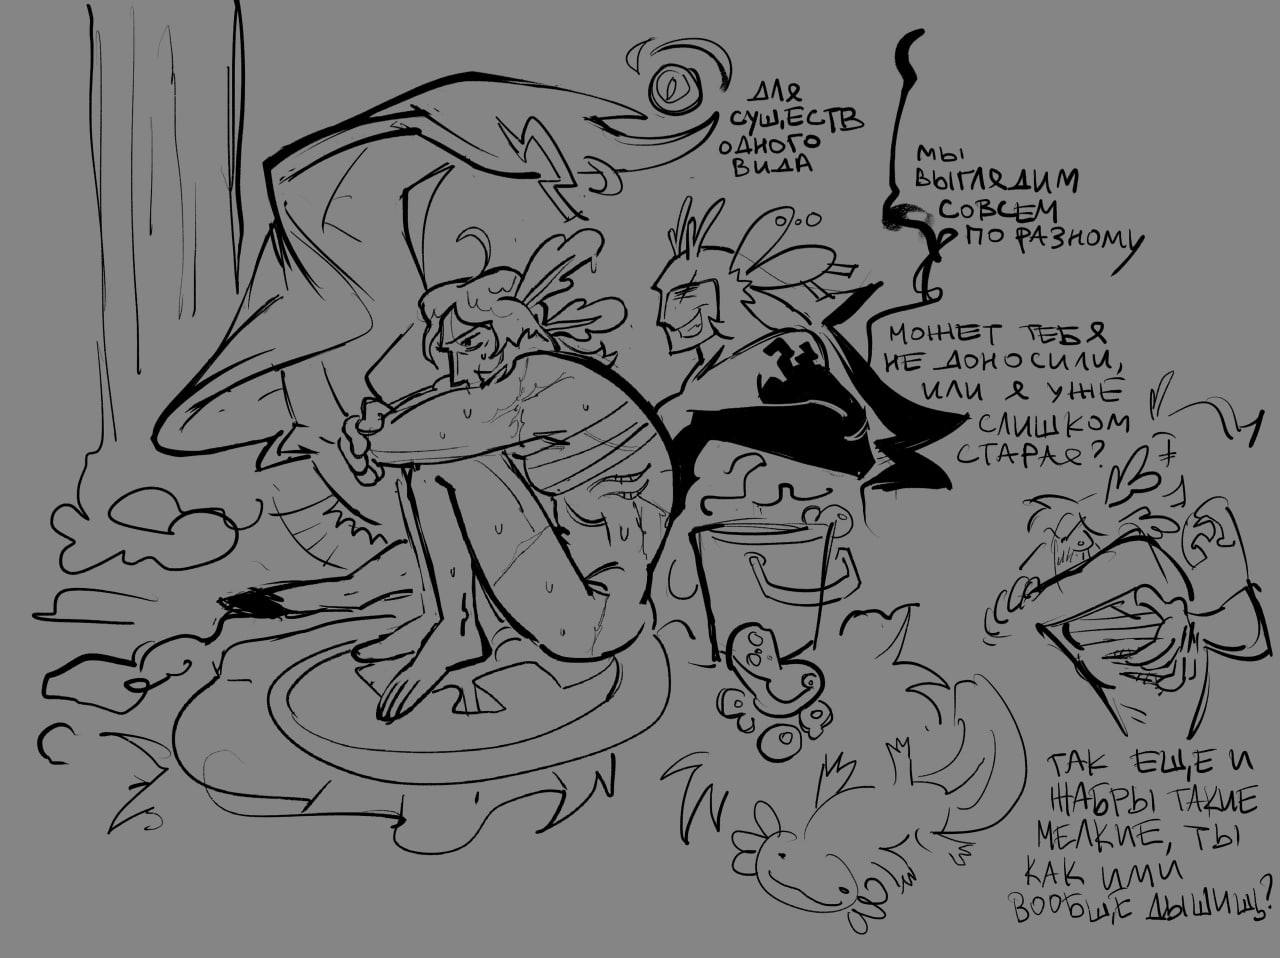 ДЛЯ
СУЩЕСТВ
ОДНОГО
ВИДА
МЫ
ВЫГЛЯДИМ
СОВСЕМ
ПО РАЗНОМУ
МОЖЕТ ТЕБЯ
НЕ ДОНОСИЛИ,
ИЛИ Я УЖЕ
СЛИШКОМ
СТАРАЯ?
ТАК ЕЩЕ И
ЖАБРЫ ТАКИЕ
МЕЛКИЕ, ТЫ
КАК ИМИ
ВООБЩЕ ДЫШИЩЬ?